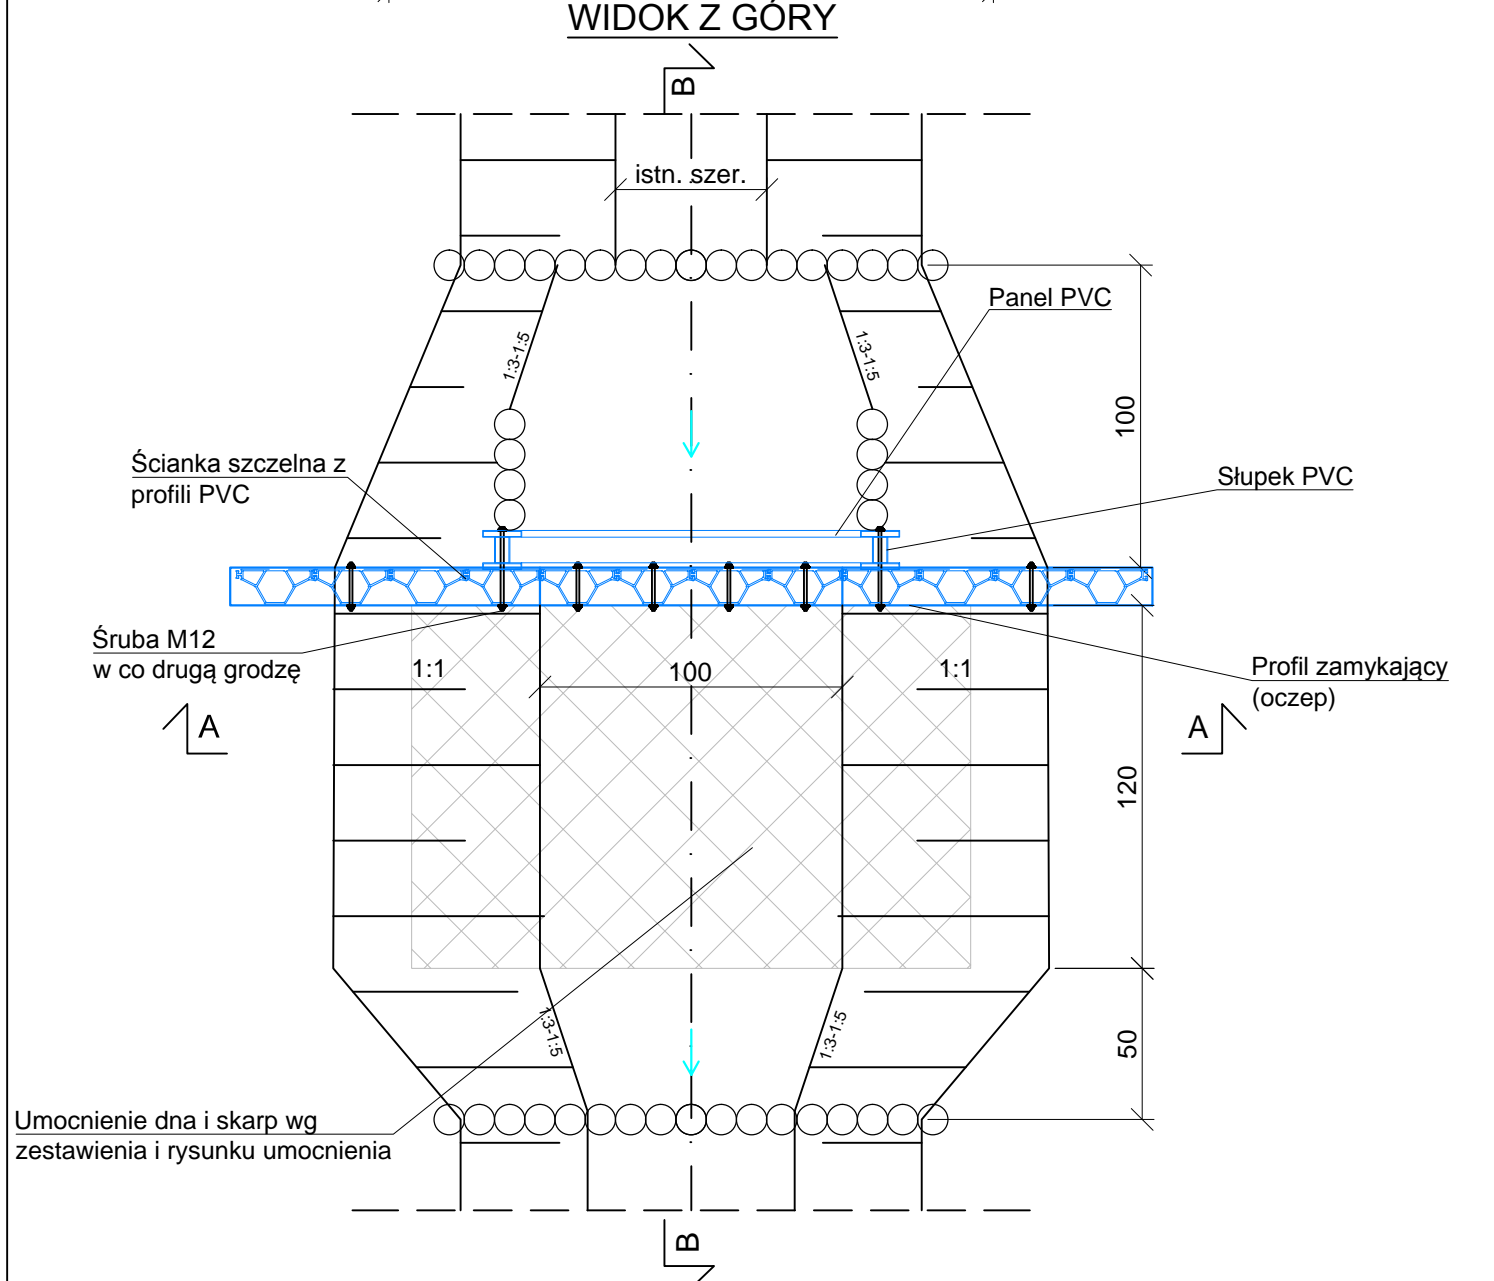 WIDOK Z GÓRY
B
istn. szer.
Panel PVC
1:3-1:5
1:3-1:5
100
Ścianka szczelna z
profili PVC
Słupek PVC
Śruba M12
w co drugą grodzę
1:1
100
1:1
Profil zamykający
(oczep)
A
A
120
1:3-1:5
1:3-1:5
50
Umocnienie dna i skarp wg
zestawienia i rysunku umocnienia
B